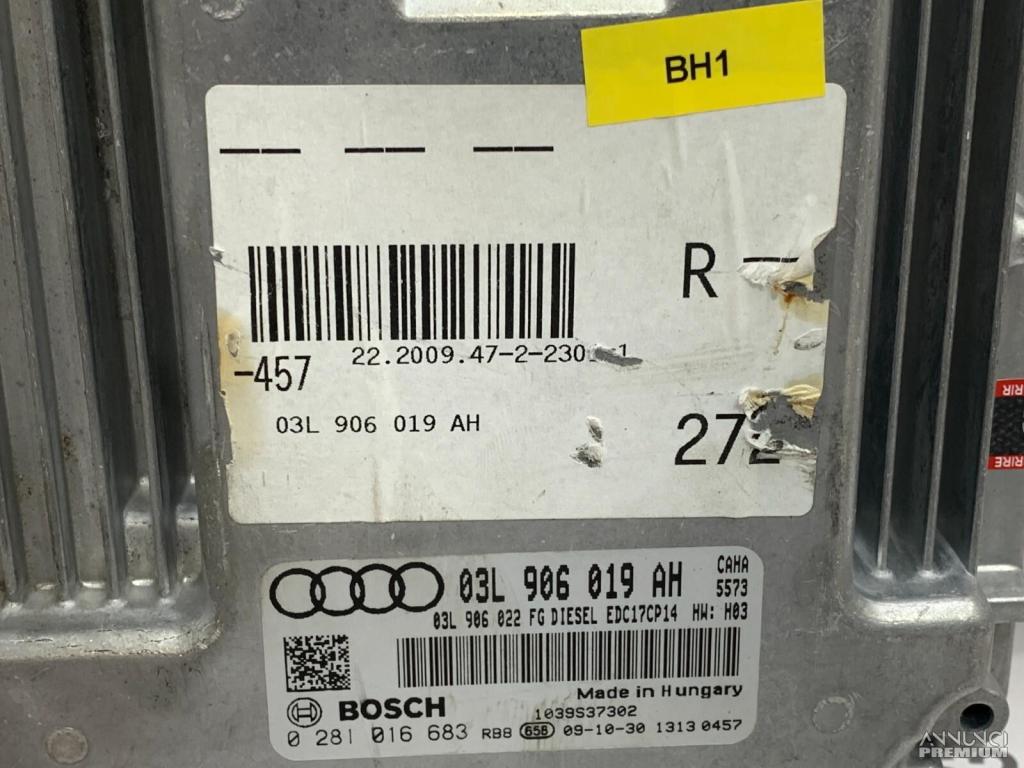 BH1
R
22.2009.47-2-230
-457
03L 906 019 AH
272
03L 906 019 AH
CAHA
5573
03L 906 022 FG DIESEL EDC17CP14 HW: H03
Made in Hungary
BOSCH
1039S37302
0 281 016 683 RB8 658 09-10-30 1313 0457
ANNUNCI
PREMIUM